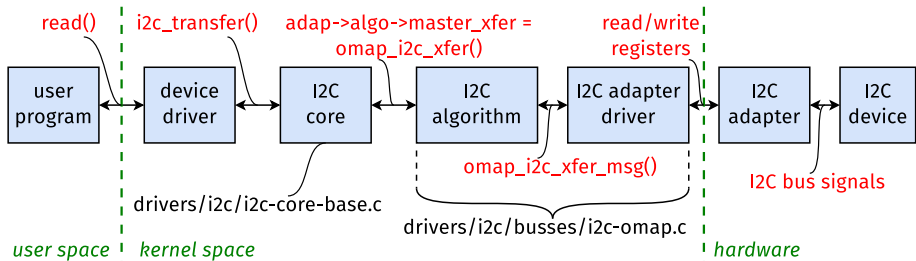 read()
i2c_transfer()
adap->algo->master_xfer =
omap_i2c_xfer()
read/write
registers
user
program
device
driver
I2C
core
I2C
algorithm
I2C adapter
driver
I2C
adapter
I2C
device
omap_i2c_xfer_msg()
I2C bus signals
drivers/i2c/i2c-core-base.c
drivers/i2c/busses/i2c-omap.c
user space
kernel space
hardware